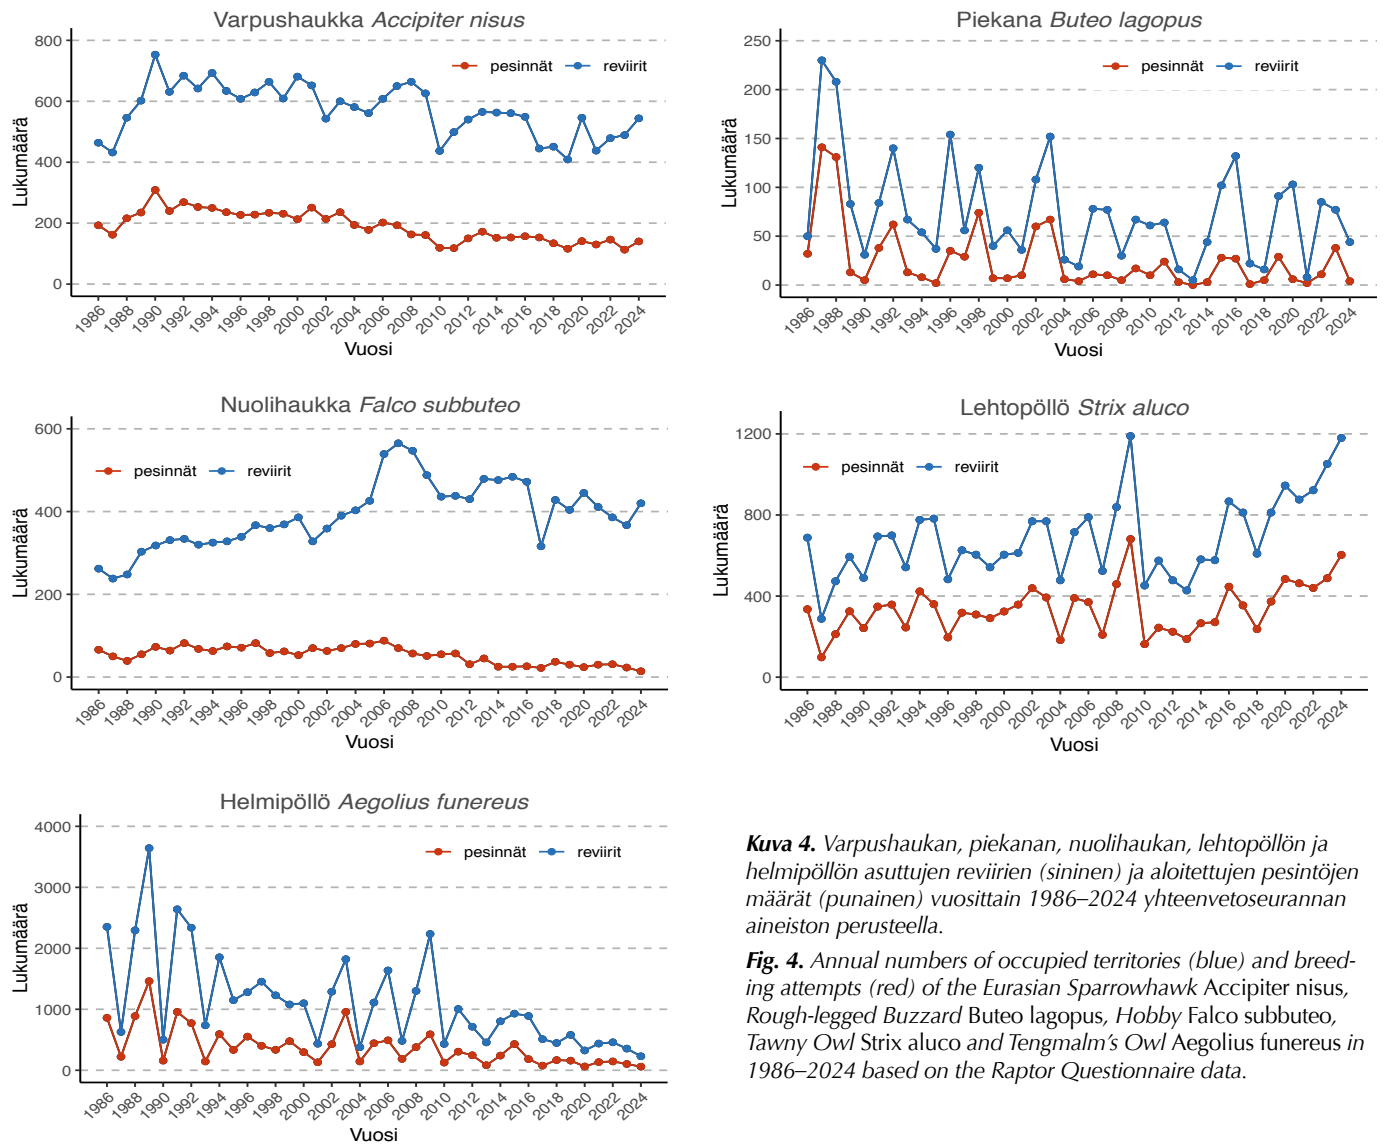 Varpushaukka Accipiter nisus
pesinnät reviirit
Lukumäärä
800
600
400
200
0
1986 1988 1990 1992 1994 1996 1998 2000 2002 2004 2006 2008 2010 2012 2014 2016 2018 2020 2022 2024
Vuosi
Piekana Buteo lagopus
pesinnät reviirit
Lukumäärä
250
200
150
100
50
0
1986 1988 1990 1992 1994 1996 1998 2000 2002 2004 2006 2008 2010 2012 2014 2016 2018 2020 2022 2024
Vuosi
Nuolihaukka Falco subbuteo
pesinnät reviirit
Lukumäärä
600
400
200
0
1986 1988 1990 1992 1994 1996 1998 2000 2002 2004 2006 2008 2010 2012 2014 2016 2018 2020 2022 2024
Vuosi
Lehtopöllö Strix aluco
pesinnät reviirit
Lukumäärä
1200
800
400
0
1986 1988 1990 1992 1994 1996 1998 2000 2002 2004 2006 2008 2010 2012 2014 2016 2018 2020 2022 2024
Vuosi
Helmipöllö Aegolius funereus
pesinnät reviirit
Lukumäärä
4000
3000
2000
1000
0
1986 1988 1990 1992 1994 1996 1998 2000 2002 2004 2006 2008 2010 2012 2014 2016 2018 2020 2022 2024
Vuosi
Kuva 4. Varpushaukan, piekanan, nuolihaukan, lehtopöllön ja
helmipöllön asuttujen reviirien (sininen) ja aloitettujen pesintöjen
määrät (punainen) vuosittain 1986–2024 yhteenvetoseurannan
aineiston perusteella.
Fig. 4. Annual numbers of occupied territories (blue) and breed-
ing attempts (red) of the Eurasian Sparrowhawk Accipiter nisus,
Rough-legged Buzzard Buteo lagopus, Hobby Falco subbuteo,
Tawny Owl Strix aluco and Tengmalm's Owl Aegolius funereus in
1986–2024 based on the Raptor Questionnaire data.